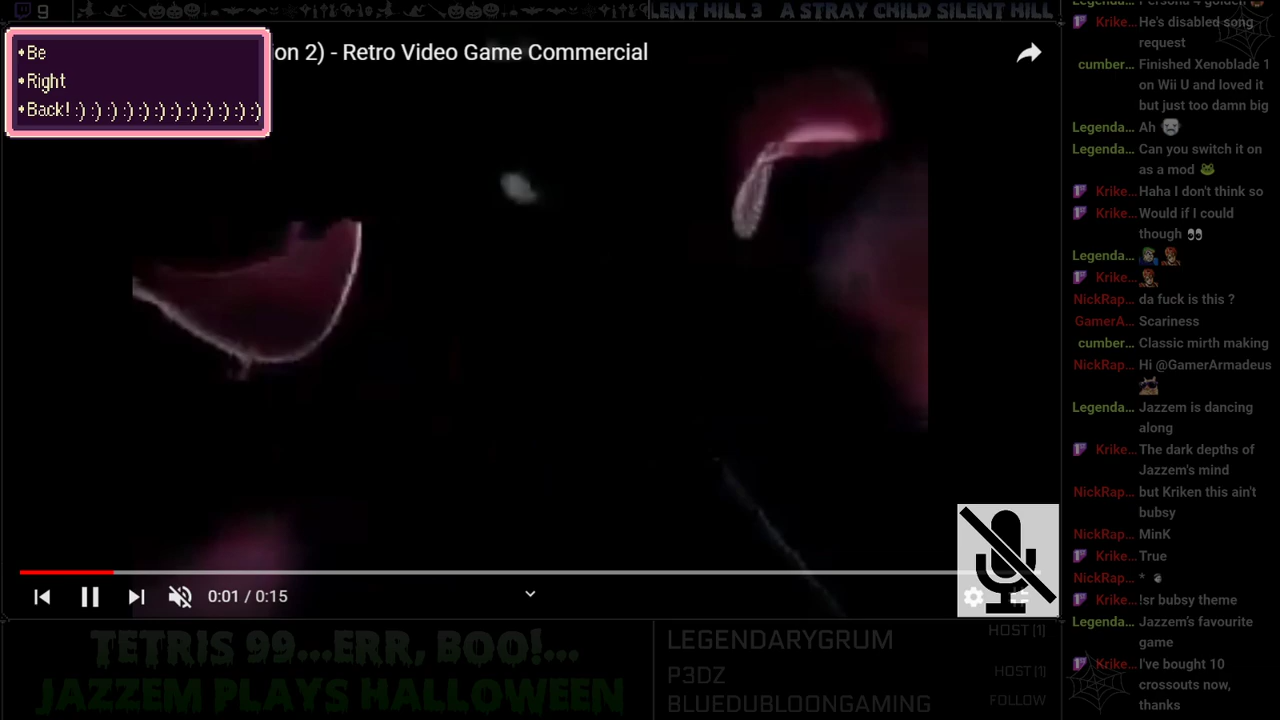 9
LENT HILL 3 A STRAY CHILD SILENT HILL
•Be
•Right
•Back! :) :) :) :) :) :) :) :) :) :) :) :)
on 2) - Retro Video Game Commercial
0:01 / 0:15
Krike... He's disabled song
request
cumber... Finished Xenoblade 1
on Wii U and loved it
but just too damn big
Legenda... Ah
Legenda... Can you switch it on
as a mod
Krike... Haha I don't think so
Krike... Would if I could
though
Legenda...
Krike...
NickRap... da fuck is this ?
GamerA... Scariness
cumber... Classic mirth making
NickRap... Hi @GamerArmadeus
Legenda... Jazzem is dancing
along
Krike... The dark depths of
Jazzem's mind
NickRap... but Kriken this ain't
bubsy
NickRap... MinK
Krike... True
NickRap... *
Krike... !sr bubsy theme
Legenda... Jazzem's favourite
game
Krike... I've bought 10
crossouts now,
thanks
TETRIS 99...ERR, BOO!...
JAZZEM PLAYS HALLOWEEN
LEGENDARYGRUM HOST (1)
P3DZ HOST (1)
BLUEDUBLOONGAMING FOLLOW